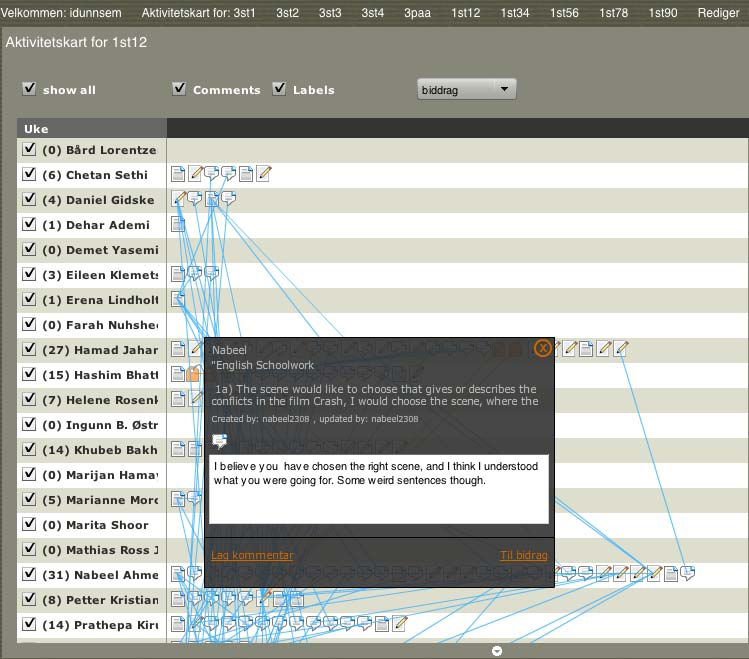 Velkommen: idunnsem Aktivitetskart for: 3st1 3st2 3st3 3st4 3paa 1st12 1st34 1st56 1st78 1st90 Rediger
Aktivitetskart for 1st12
show all Comments Labels biddrag
Uke
(0) Bård Lorentze
(6) Chetan Sethi
(4) Daniel Gidske
(1) Dehar Ademi
(0) Demet Yasemi
(3) Eileen Klemets
(1) Erena Lindholt
(0) Farah Nuhshe
(27) Hamad Jahar
(15) Hashim Bhatt
(7) Helene Rosenk
(0) Ingunn B. Østr
(14) Khubeb Bakh
(0) Marijan Hamav
(5) Marianne Moro
(0) Marita Shoor
(0) Mathias Ross J
(31) Nabeel Ahme
(8) Petter Kristian
(14) Prathepa Kiru
Nabeel
"English Schoolwork
1a) The scene would like to choose that gives or describes the
conflicts in the film Crash, I would choose the scene, where the
Created by: nabeel2308 , updated by: nabeel2308
I believe you have chosen the right scene, and I think I understood
what you were going for. Some weird sentences though.
Lag kommentar Til bidrag
X